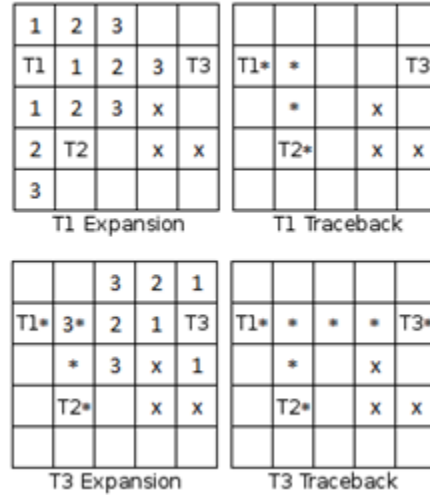 1 2 3
T1 1 2 3 T3
1 2 3 x
2 T2 x x
3
T1 Expansion
T1* * T3
* x
T2* x x
T1 Traceback
3 2 1
T1* 3* 2 1 T3
* 3 x 1
T2* x x
T3 Expansion
T1* * * * T3*
* x
T2* x x
T3 Traceback